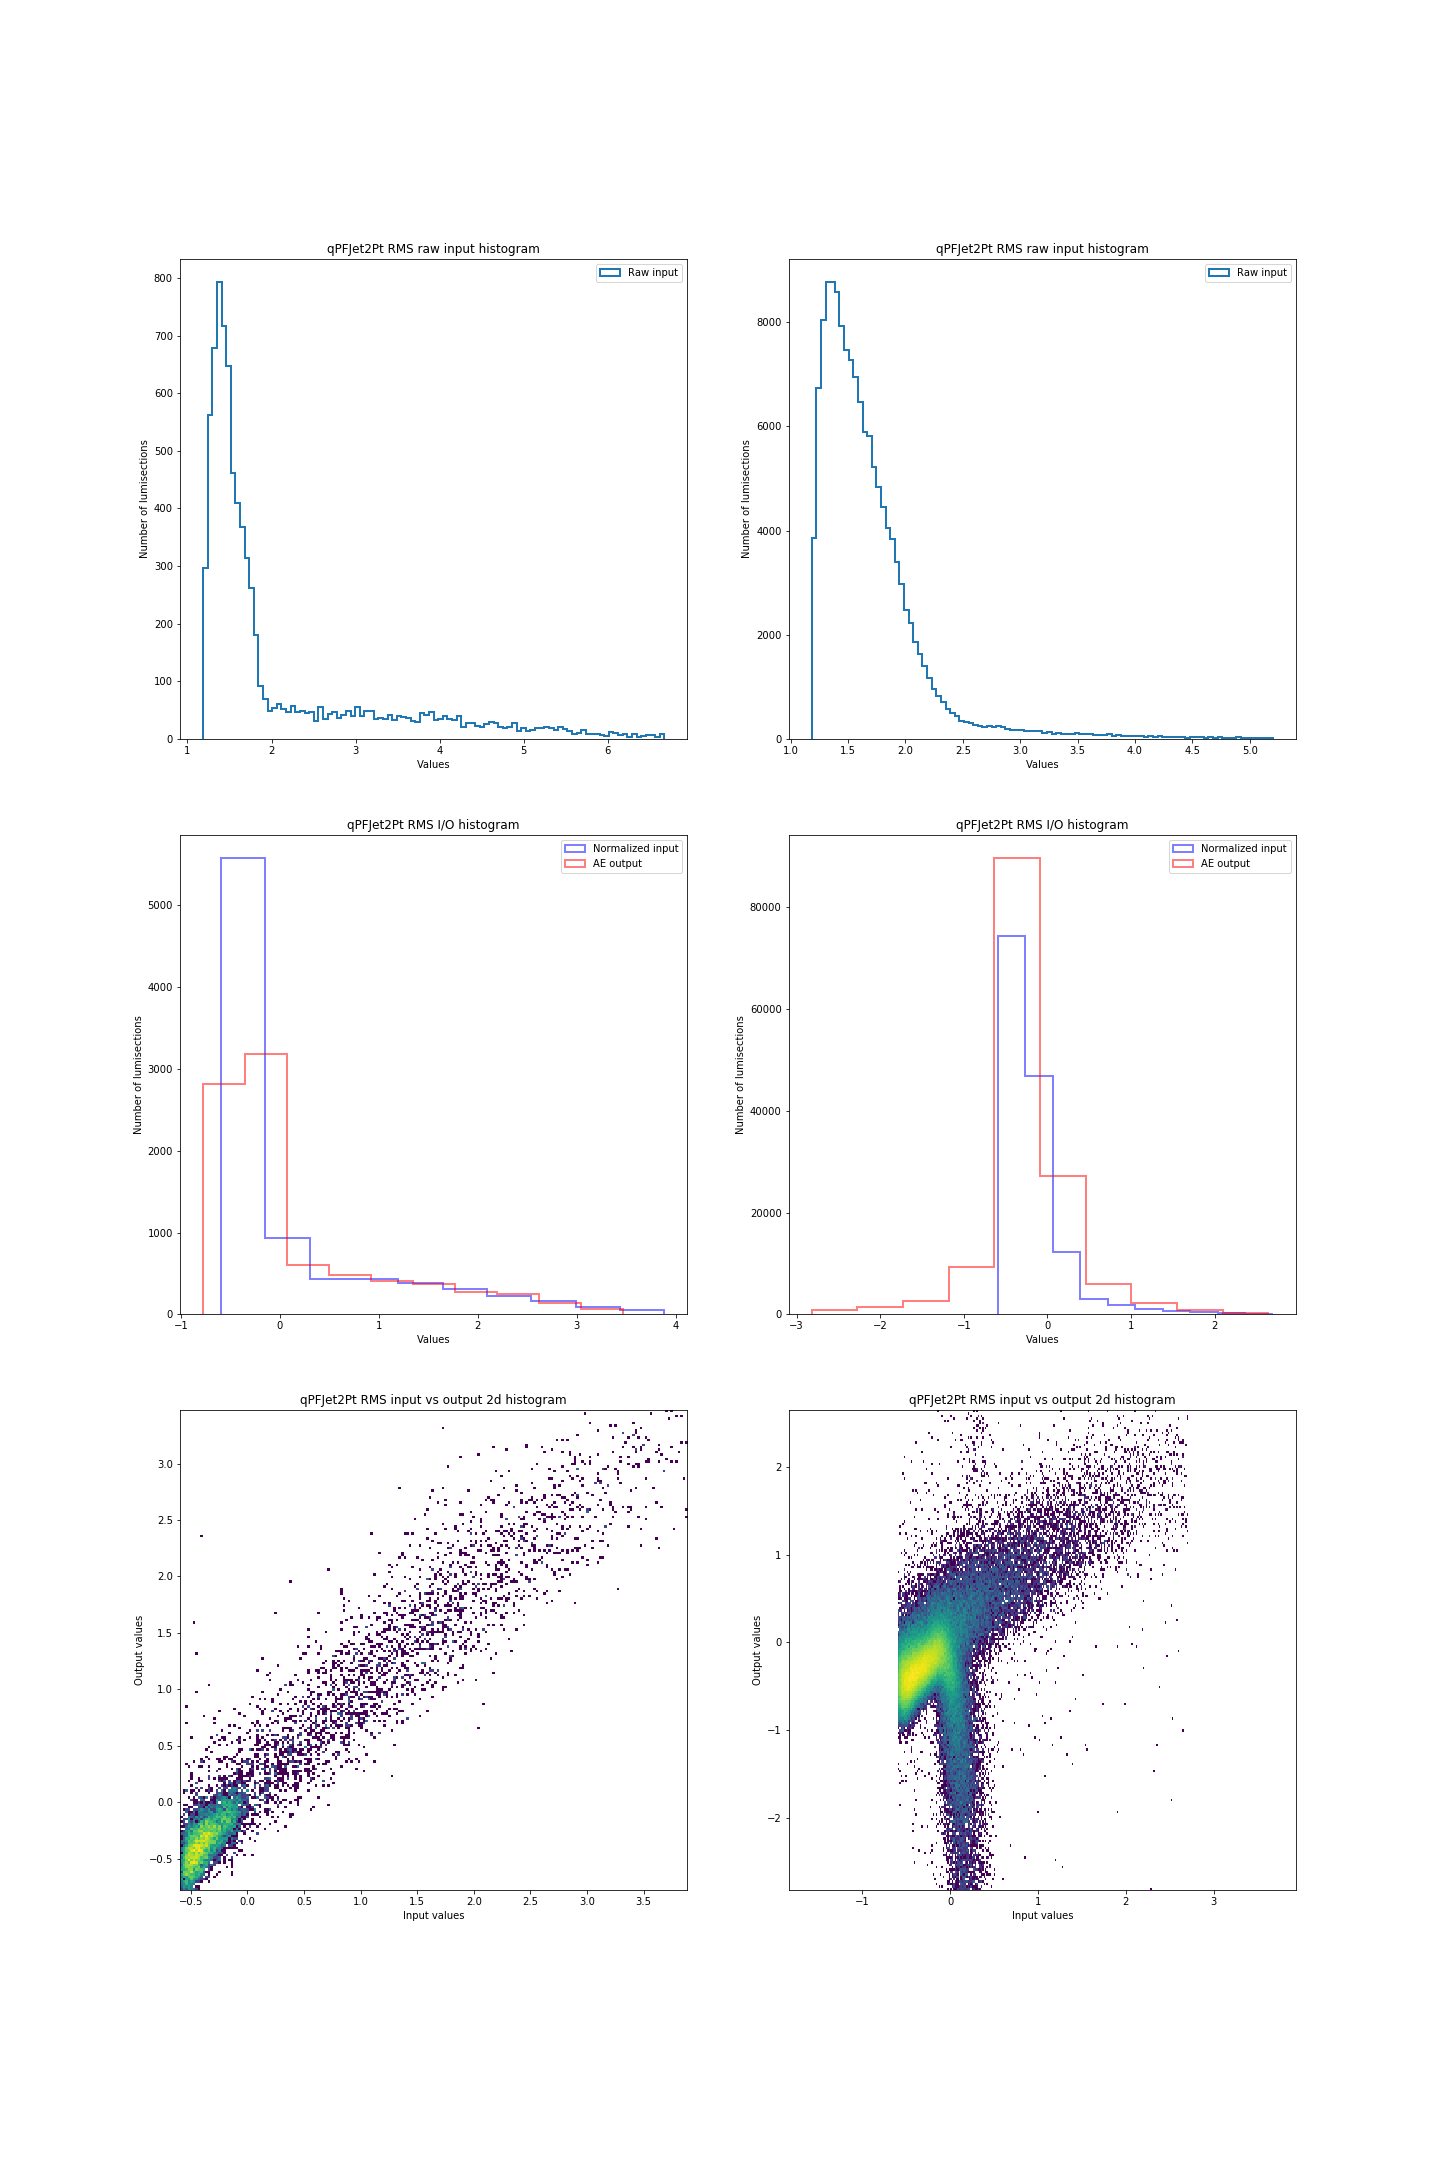 qPFJet2Pt RMS raw input histogram
Raw input
800
700
600
500
400
300
200
100
0
Number of lumisections
1 2 3 4 5 6
Values
qPFJet2Pt RMS raw input histogram
Raw input
8000
6000
4000
2000
0
Number of lumisections
1.0 1.5 2.0 2.5 3.0 3.5 4.0 4.5 5.0
Values
qPFJet2Pt RMS I/O histogram
Normalized input
AE output
5000
4000
3000
2000
1000
0
Number of lumisections
−1 0 1 2 3 4
Values
qPFJet2Pt RMS I/O histogram
Normalized input
AE output
80000
60000
40000
20000
0
Number of lumisections
−3 −2 −1 0 1 2
Values
qPFJet2Pt RMS input vs output 2d histogram
3.0
2.5
2.0
1.5
1.0
0.5
0.0
−0.5
Output values
−0.5 0.0 0.5 1.0 1.5 2.0 2.5 3.0 3.5
Input values
qPFJet2Pt RMS input vs output 2d histogram
2
1
0
−1
−2
Output values
−1 0 1 2 3
Input values